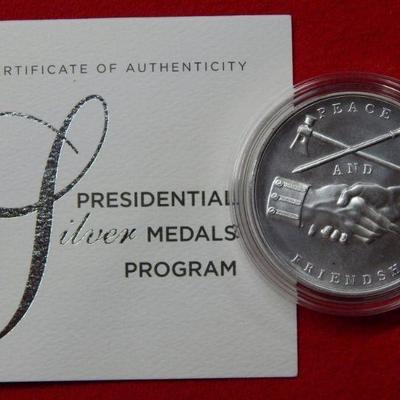 CERTIFICATE OF AUTHENTICITY
PRESIDENTIAL
Silver MEDALS
PROGRAM
PEACE
AND
FRIENDSH